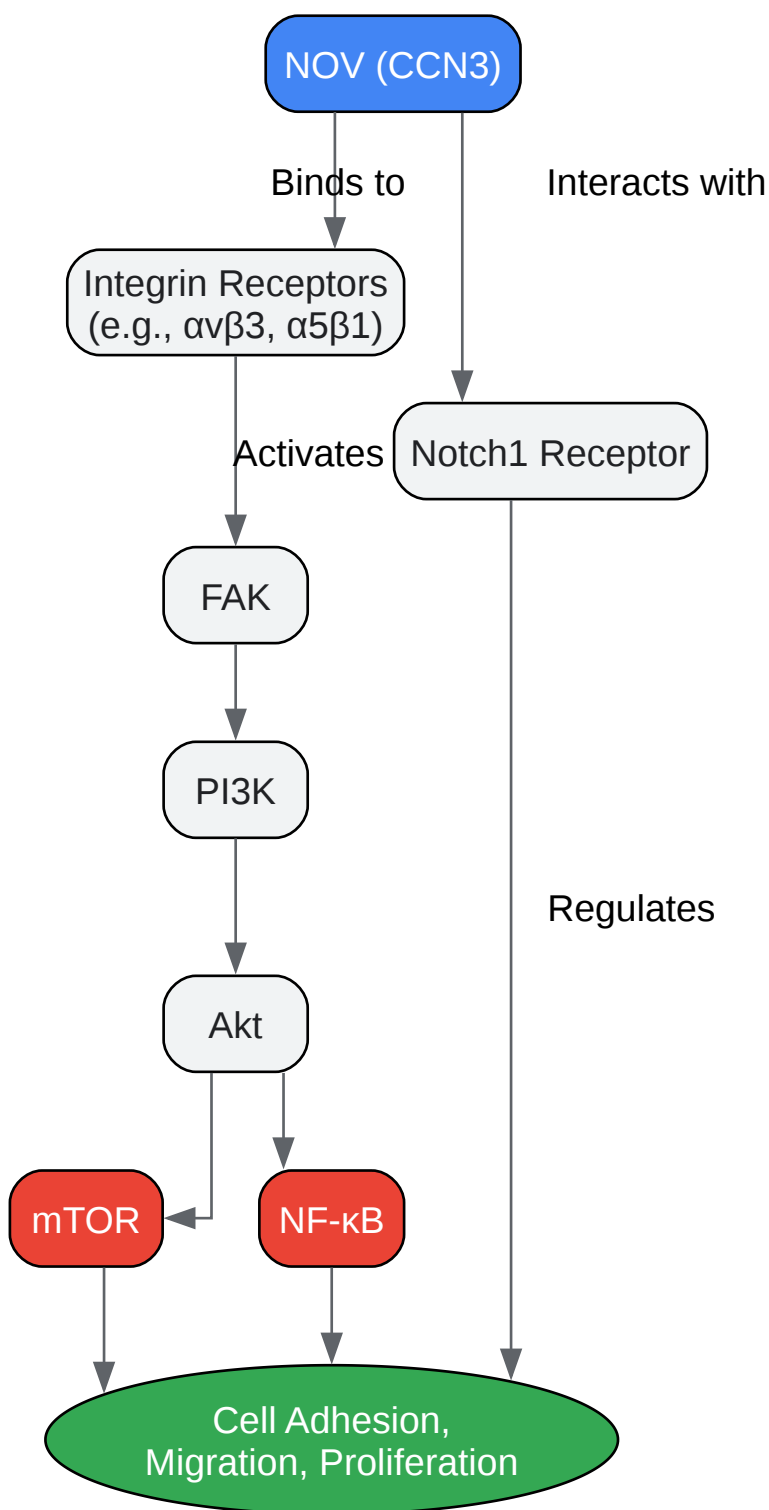 NOV (CCN3)
Binds to
Interacts with
Integrin Receptors
(e.g., αvβ3, α5β1)
Activates
Notch1 Receptor
FAK
PI3K
Regulates
Akt
mTOR
NF-κB
Cell Adhesion,
Migration, Proliferation